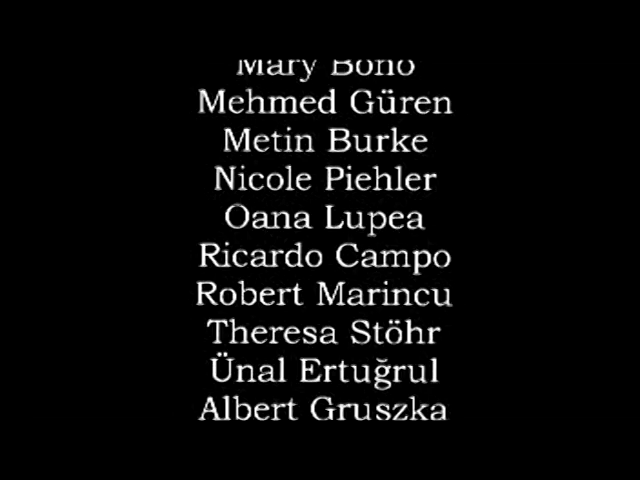 Mary Bono
Mehmed Güren
Metin Burke
Nicole Piehler
Oana Lupea
Ricardo Campo
Robert Marincu
Theresa Stöhr
Ünal Ertuğrul
Albert Gruszka